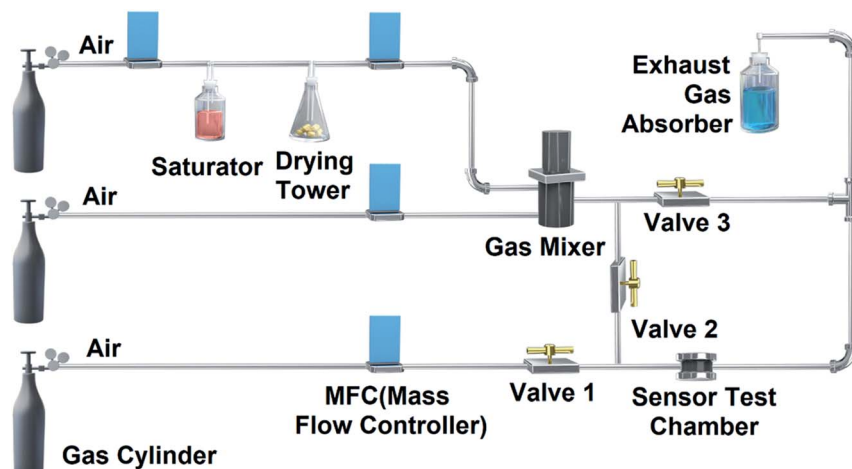 Air
Exhaust
Gas
Absorber
Saturator
Drying
Tower
Air
Gas Mixer
Valve 3
Valve 2
Air
MFC(Mass
Flow Controller)
Valve 1
Sensor Test
Chamber
Gas Cylinder